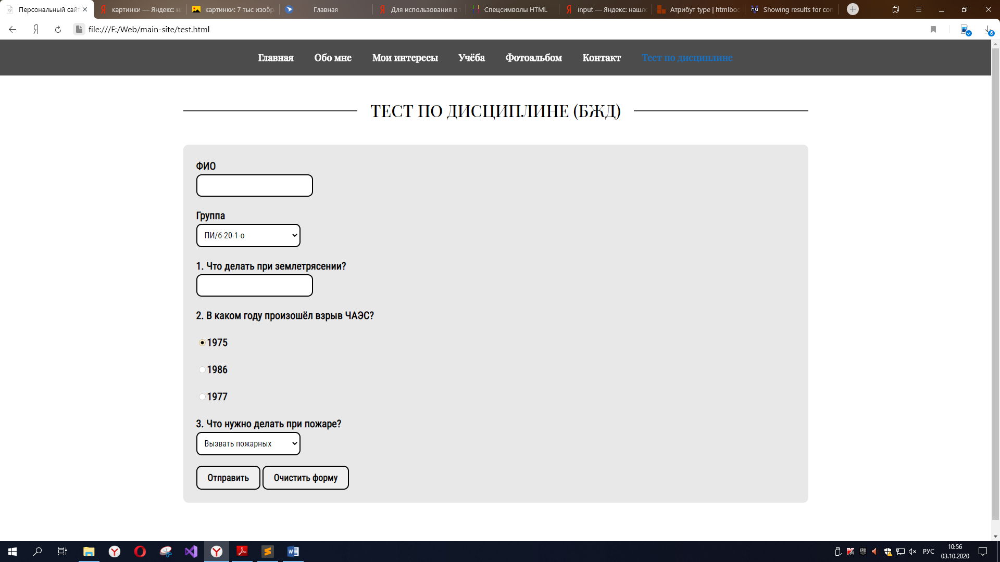 Персональный сайт
картинки — Яндекс: н
картинки: 7 тыс изобр
Главная
Для использования в т
Спецсимволы HTML
input — Яндекс: нашло
Атрибут type | htmlboo
Showing results for con
file:///F:/Web/main-site/test.html
6
Главная
Обо мне
Мои интересы
Учёба
Фотоальбом
Контакт
Тест по дисциплине
ТЕСТ ПО ДИСЦИПЛИНЕ (БЖД)
ФИО
Группа
ПИ/б-20-1-о
1. Что делать при землетрясении?
2. В каком году произошёл взрыв ЧАЭС?
1975
1986
1977
3. Что нужно делать при пожаре?
Вызвать пожарных
Отправить
Очистить форму
РУС
10:56
03.10.2020